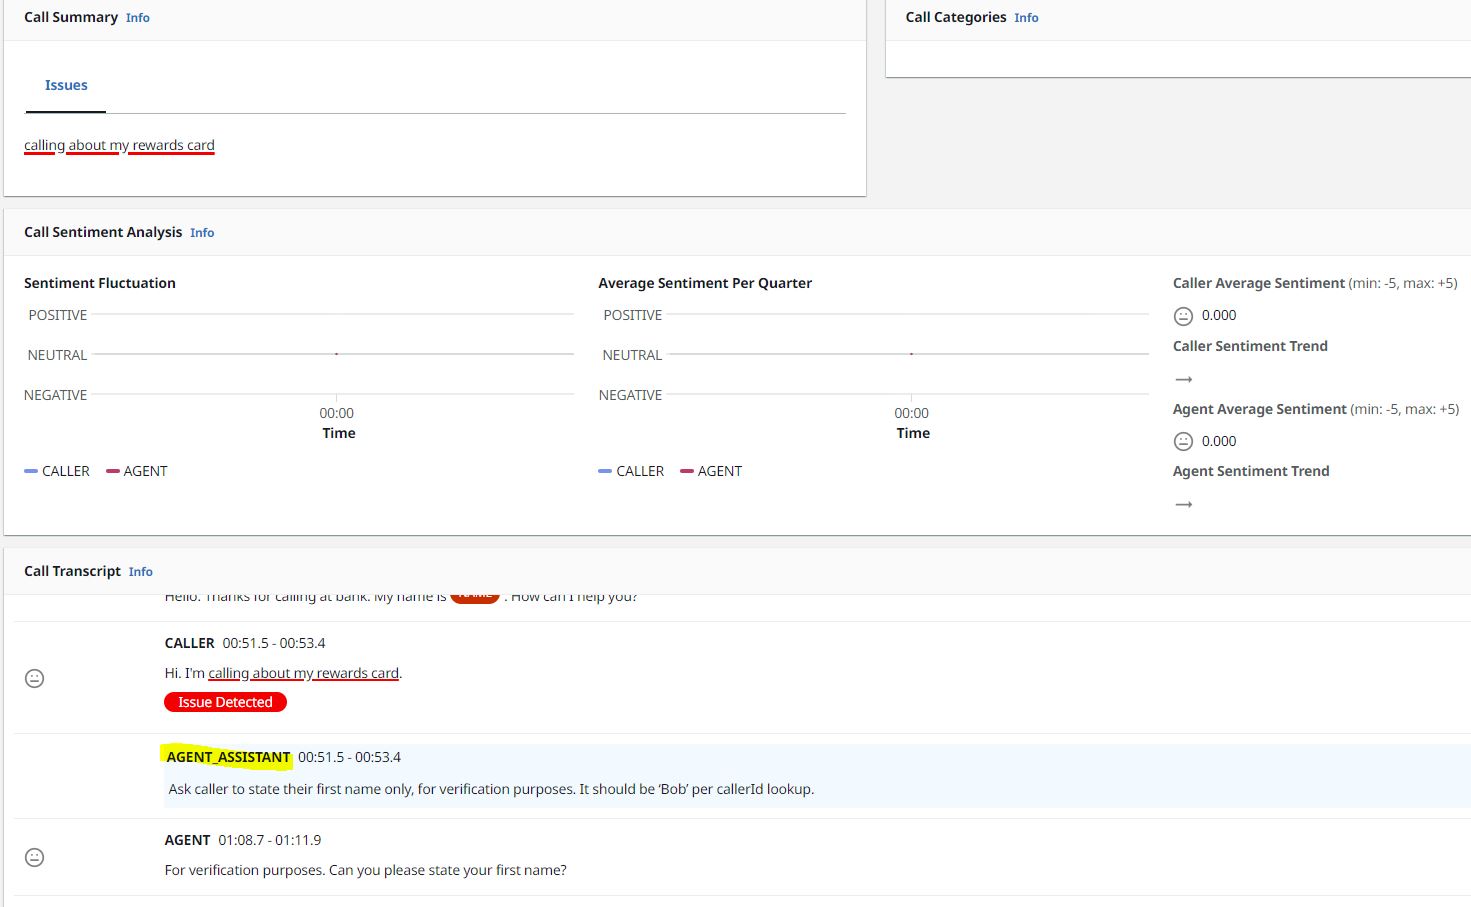 Call Summary Info
Call Categories Info
Issues
calling about my rewards card
Call Sentiment Analysis Info
Sentiment Fluctuation
POSITIVE
NEUTRAL
NEGATIVE
00:00
Time
CALLER AGENT
Average Sentiment Per Quarter
POSITIVE
NEUTRAL
NEGATIVE
00:00
Time
CALLER AGENT
Caller Average Sentiment (min: -5, max: +5)
0.000
Caller Sentiment Trend
→
Agent Average Sentiment (min: -5, max: +5)
0.000
Agent Sentiment Trend
→
Call Transcript Info
Hello. Thanks for calling at bank. My name is NAME . How can I help you?
CALLER 00:51.5 - 00:53.4
Hi. I'm calling about my rewards card.
Issue Detected
AGENT_ASSISTANT 00:51.5 - 00:53.4
Ask caller to state their first name only, for verification purposes. It should be ‘Bob’ per callerId lookup.
AGENT 01:08.7 - 01:11.9
For verification purposes. Can you please state your first name?